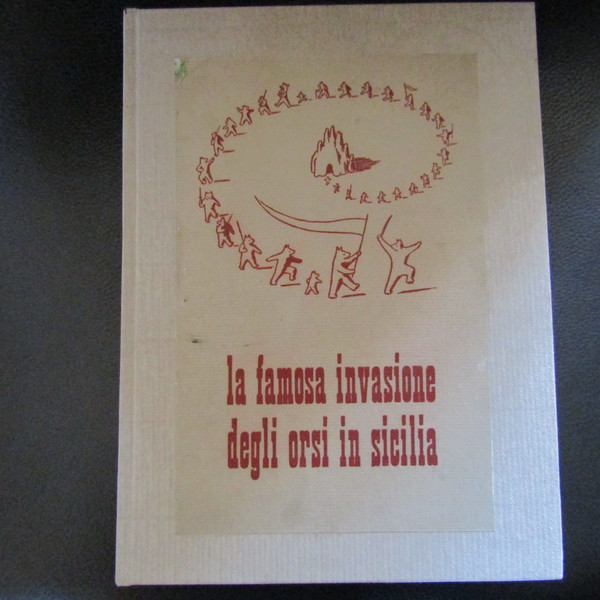 la famosa invasione
degli orsi in sicilia